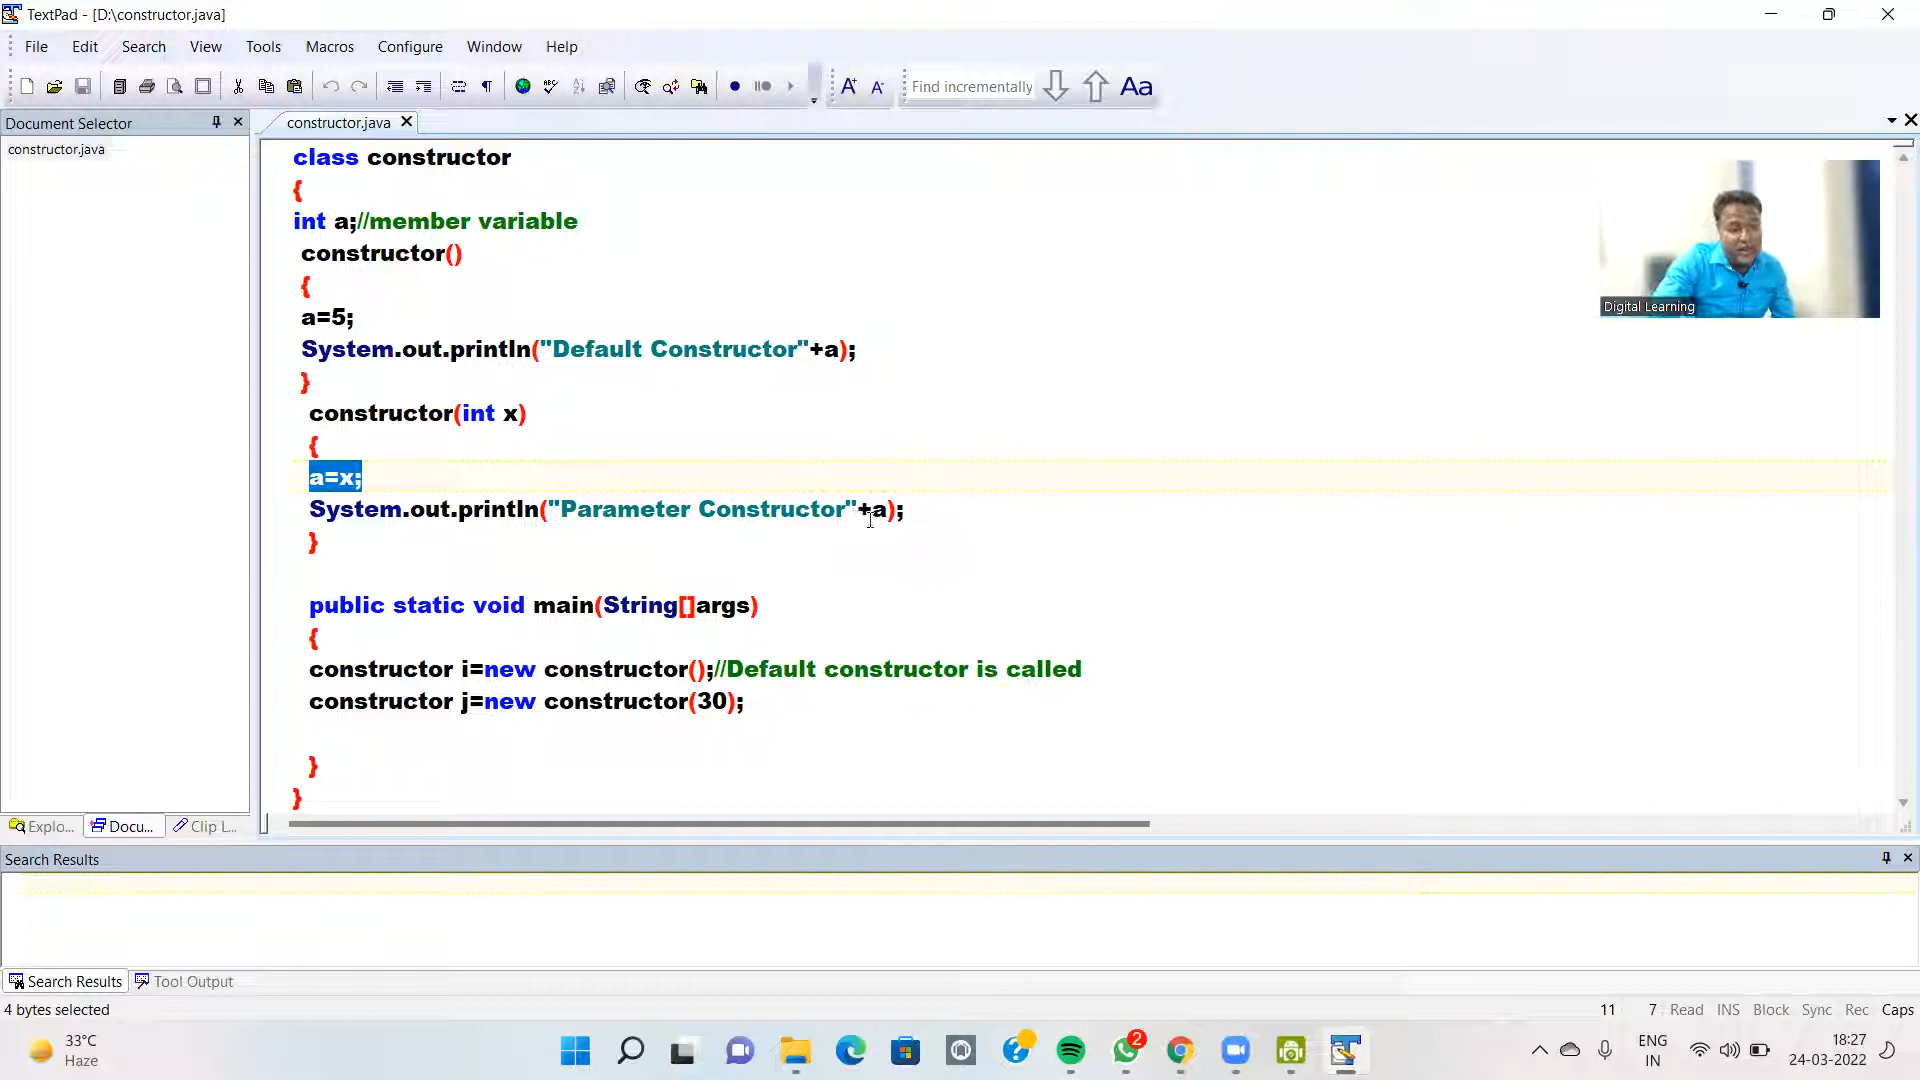 TextPad - [D:\constructor.java]
File Edit Search View Tools Macros Configure Window Help
Find incrementally Aa
Document Selector
constructor.java
constructor.java
class constructor
{
int a;//member variable
constructor()
{
a=5;
System.out.println("Default Constructor"+a);
}
constructor(int x)
{
a=x;
System.out.println("Parameter Constructor"+a);
}
public static void main(String[]args)
{
constructor i=new constructor();//Default constructor is called
constructor j=new constructor(30);
}
}
Digital Learning
Explo... Docu... Clip L...
Search Results
Search Results Tool Output
4 bytes selected 11 7 Read INS Block Sync Rec Caps
33°C
Haze
2
ENG
IN
18:27
24-03-2022